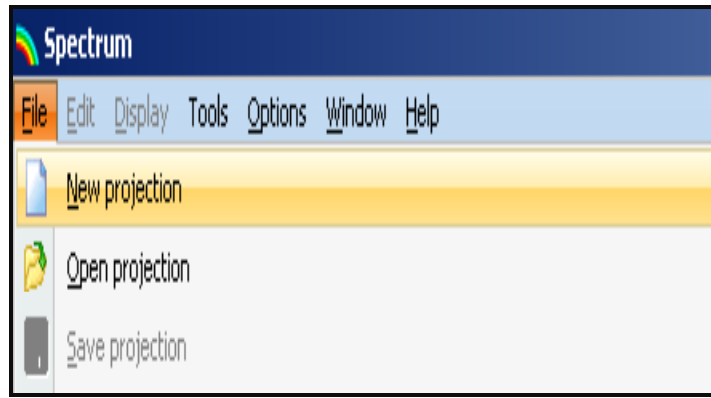 Spectrum
File Edit Display Tools Options Window Help
New projection
Open projection
Save projection